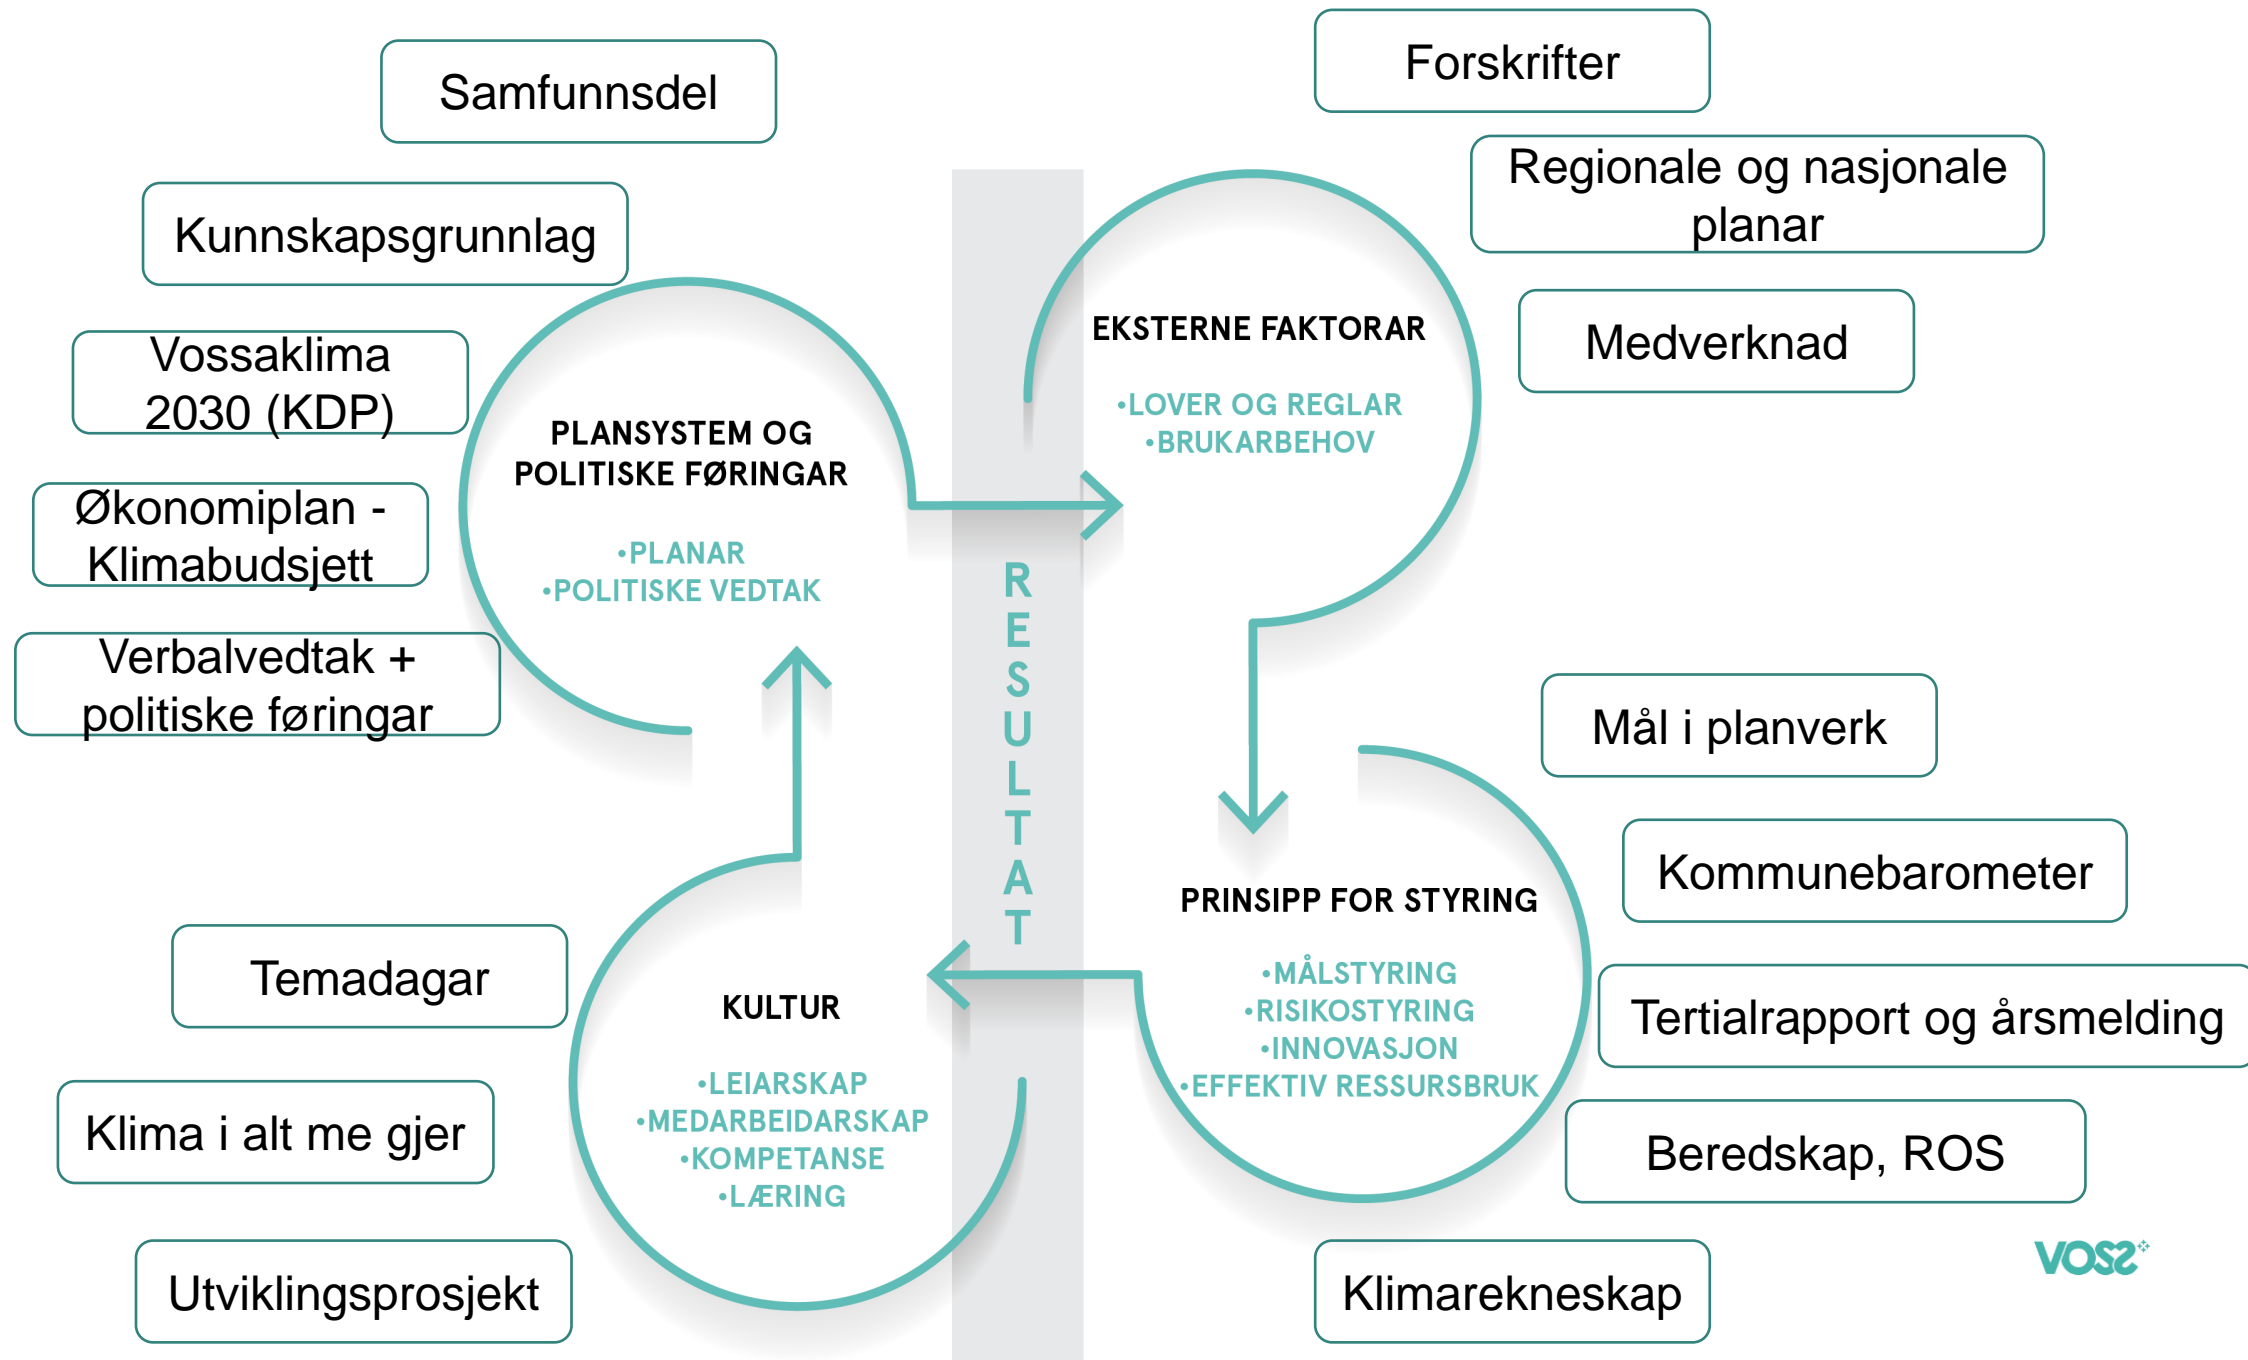 Samfunnsdel
Kunnskapsgrunnlag
Vossaklima
2030 (KDP)
Økonomiplan -
Klimabudsjett
Verbalvedtak +
politiske føringar
PLANSYSTEM OG
POLITISKE FØRINGAR
•PLANAR
•POLITISKE VEDTAK
Forskrifter
Regionale og nasjonale
planar
Medverknad
EKSTERNE FAKTORAR
•LOVER OG REGLAR
•BRUKARBEHOV
RESULTAT
Mål i planverk
Kommunebarometer
Tertialrapport og årsmelding
Beredskap, ROS
Klimarekneskap
PRINSIPP FOR STYRING
•MÅLSTYRING
•RISIKOSTYRING
•INNOVASJON
•EFFEKTIV RESSURSBRUK
Temadagar
Klima i alt me gjer
Utviklingsprosjekt
KULTUR
•LEIARSKAP
•MEDARBEIDARSKAP
•KOMPETANSE
•LÆRING
VOSS